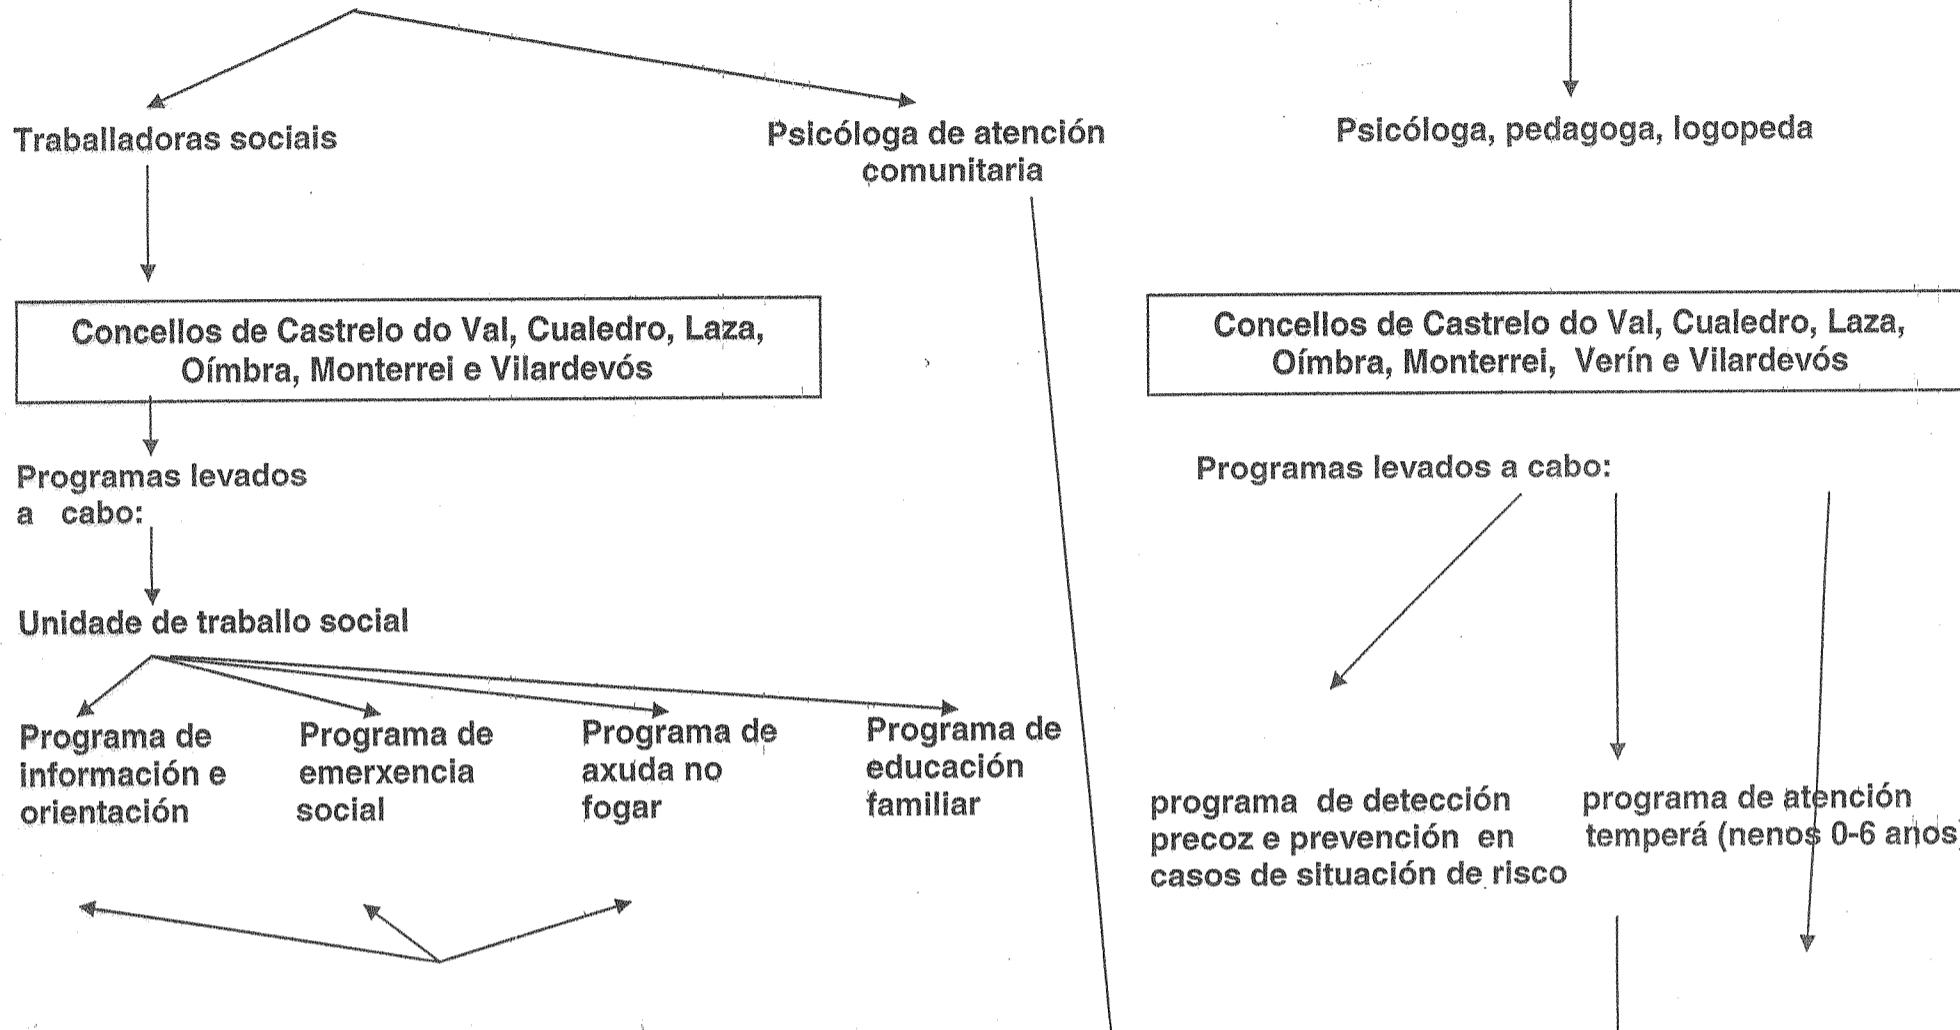 Traballadoras sociais
Psicóloga de atención
comunitaria
Psicóloga, pedagoga, logopeda
Concellos de Castrelo do Val, Cualedro, Laza,
Oímbra, Monterrei e Vilardevós
Concellos de Castrelo do Val, Cualedro, Laza,
Oímbra, Monterrei, Verín e Vilardevós
Programas levados
a cabo:
Programas levados a cabo:
Unidade de traballo social
Programa de
información e
orientación
Programa de
emerxencia
social
Programa de
axuda no
fogar
Programa de
educación
familiar
programa de detección
precoz e prevención en
casos de situación de risco
programa de atención
temperá (nenos 0-6 anos)